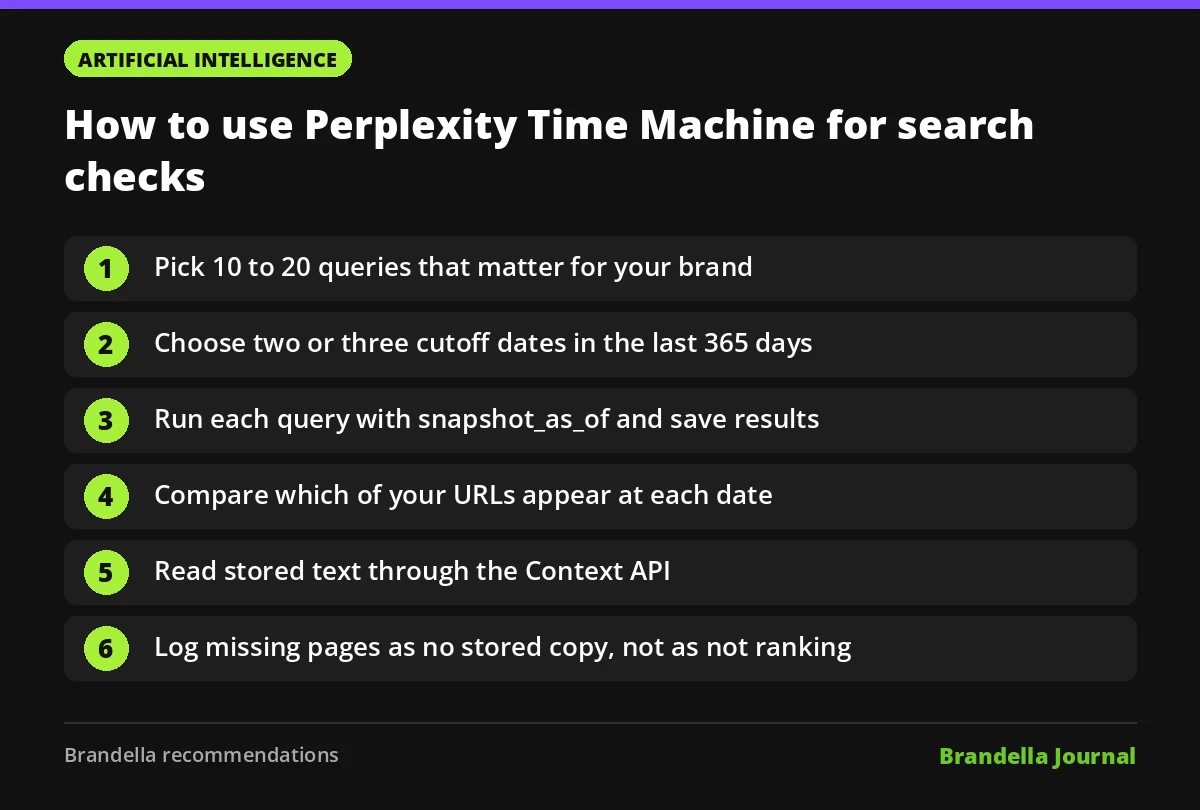 ARTIFICIAL INTELLIGENCE
How to use Perplexity Time Machine for search
checks
1 Pick 10 to 20 queries that matter for your brand
2 Choose two or three cutoff dates in the last 365 days
3 Run each query with snapshot_as_of and save results
4 Compare which of your URLs appear at each date
5 Read stored text through the Context API
6 Log missing pages as no stored copy, not as not ranking
Brandella recommendations
Brandella Journal